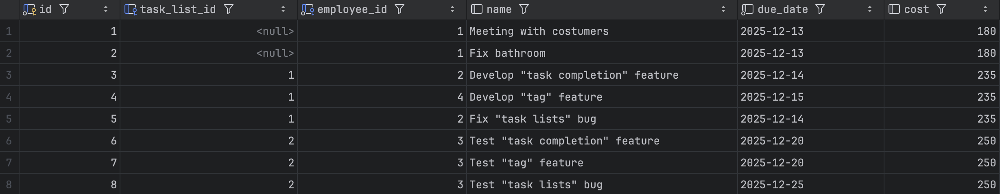 id task_list_id employee_id name due_date cost
1 1 <null> 1 Meeting with costumers 2025-12-13 180
2 2 <null> 1 Fix bathroom 2025-12-13 180
3 3 1 2 Develop "task completion" feature 2025-12-14 235
4 4 1 4 Develop "tag" feature 2025-12-15 235
5 5 1 2 Fix "task lists" bug 2025-12-14 235
6 6 2 3 Test "task completion" feature 2025-12-20 250
7 7 2 3 Test "tag" feature 2025-12-20 250
8 8 2 3 Test "task lists" bug 2025-12-25 250